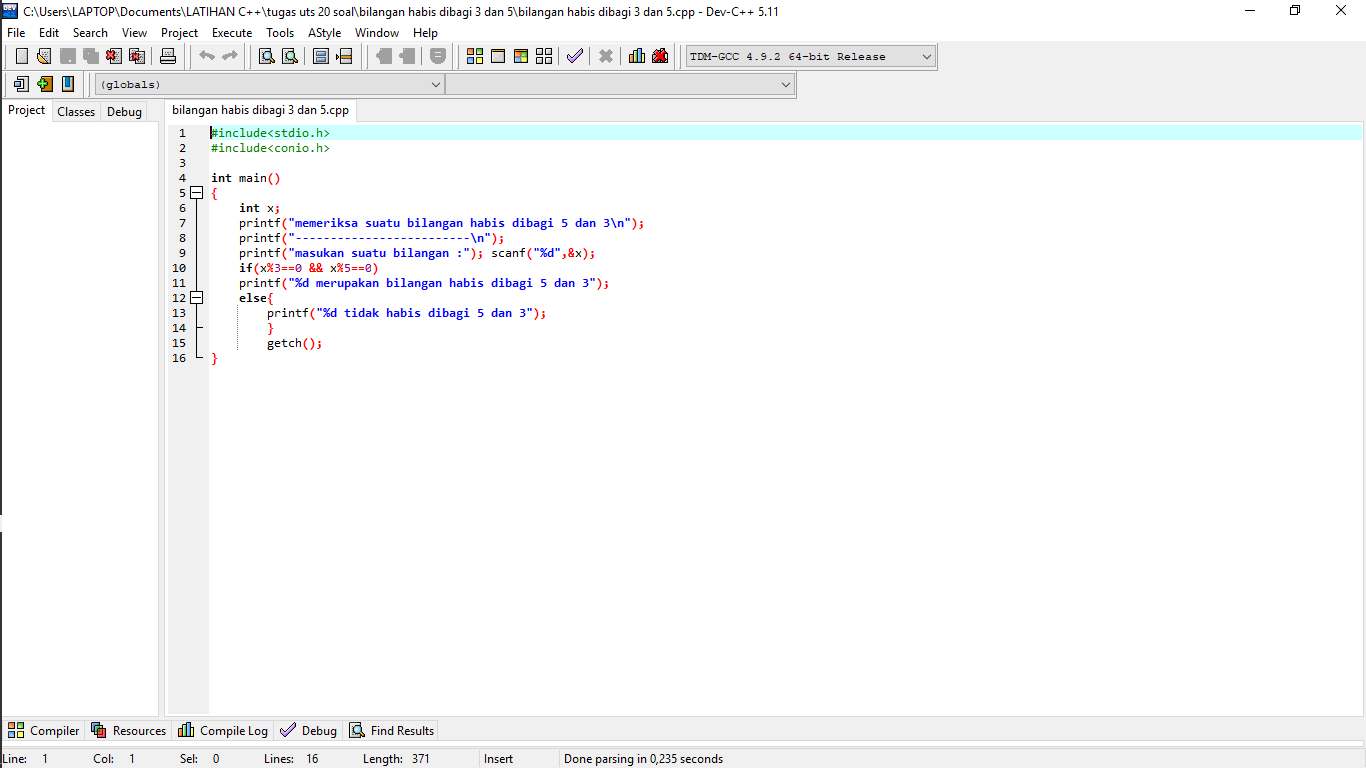 C:\Users\LAPTOP\Documents\LATIHAN C++\tugas uts 20 soal\bilangan habis dibagi 3 dan 5\bilangan habis dibagi 3 dan 5.cpp - Dev-C++ 5.11
File Edit Search View Project Execute Tools AStyle Window Help
TDM-GCC 4.9.2 64-bit Release
(globals)
Project Classes Debug
bilangan habis dibagi 3 dan 5.cpp
1 #include<stdio.h>
2 #include<conio.h>
3
4 int main()
5 {
6 int x;
7 printf("memeriksa suatu bilangan habis dibagi 5 dan 3\n");
8 printf("-------------------------\n");
9 printf("masukan suatu bilangan :"); scanf("%d",&x);
10 if(x%3==0 && x%5==0)
11 printf("%d merupakan bilangan habis dibagi 5 dan 3");
12 else{
13 printf("%d tidak habis dibagi 5 dan 3");
14 }
15 getch();
16 }
Compiler Resources Compile Log Debug Find Results
Line: 1 Col: 1 Sel: 0 Lines: 16 Length: 371 Insert Done parsing in 0,235 seconds